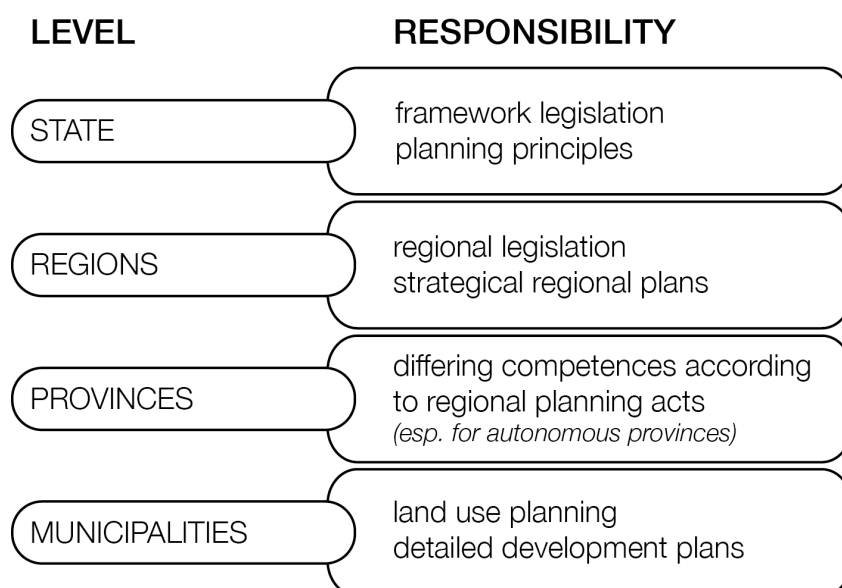 LEVEL RESPONSIBILITY
STATE
framework legislation
planning principles
REGIONS
regional legislation
strategical regional plans
PROVINCES
differing competences according
to regional planning acts
(esp. for autonomous provinces)
MUNICIPALITIES
land use planning
detailed development plans